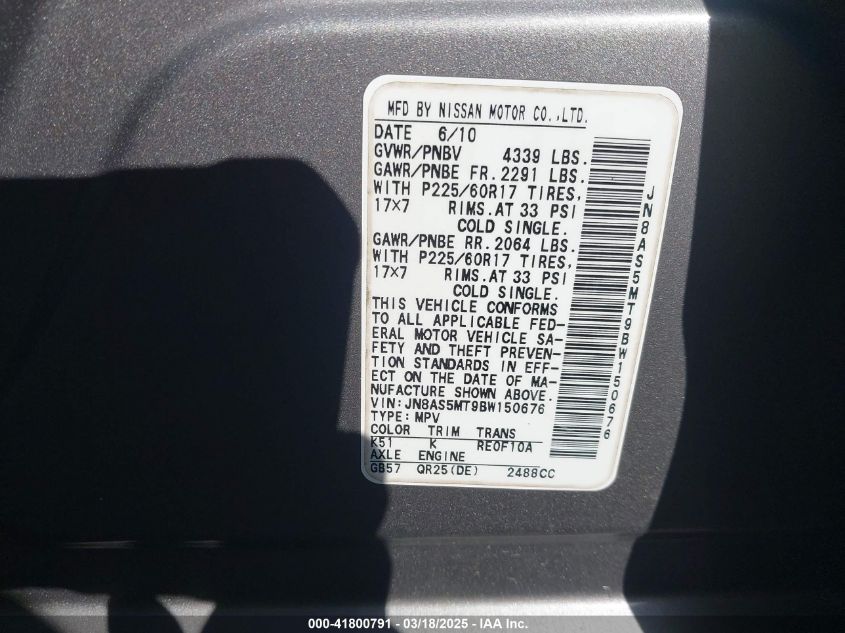 MFD BY NISSAN MOTOR CO.,LTD.
DATE 6/10
GVWR/PNBV 4339 LBS.
GAWR/PNBE FR. 2291 LBS.
WITH P225/60R17 TIRES,
17×7 RIMS.AT 33 PSI
COLD SINGLE.
GAWR/PNBE RR. 2064 LBS.
WITH P225/60R17 TIRES,
17×7 RIMS.AT 33 PSI
COLD SINGLE.
THIS VEHICLE CONFORMS
TO ALL APPLICABLE FED-
ERAL MOTOR VEHICLE SA-
FETY AND THEFT PREVEN-
TION STANDARDS IN EFF-
ECT ON THE DATE OF MA-
NUFACTURE SHOWN ABOVE.
VIN:JN8AS5MT9BW150676
TYPE: MPV
COLOR TRIM TRANS
K51 K RE0F10A
AXLE ENGINE
GB57 QR25(DE) 2488CC
JN8AS5MT9BW150676
000-41800791 - 03/18/2025 - IAA Inc.